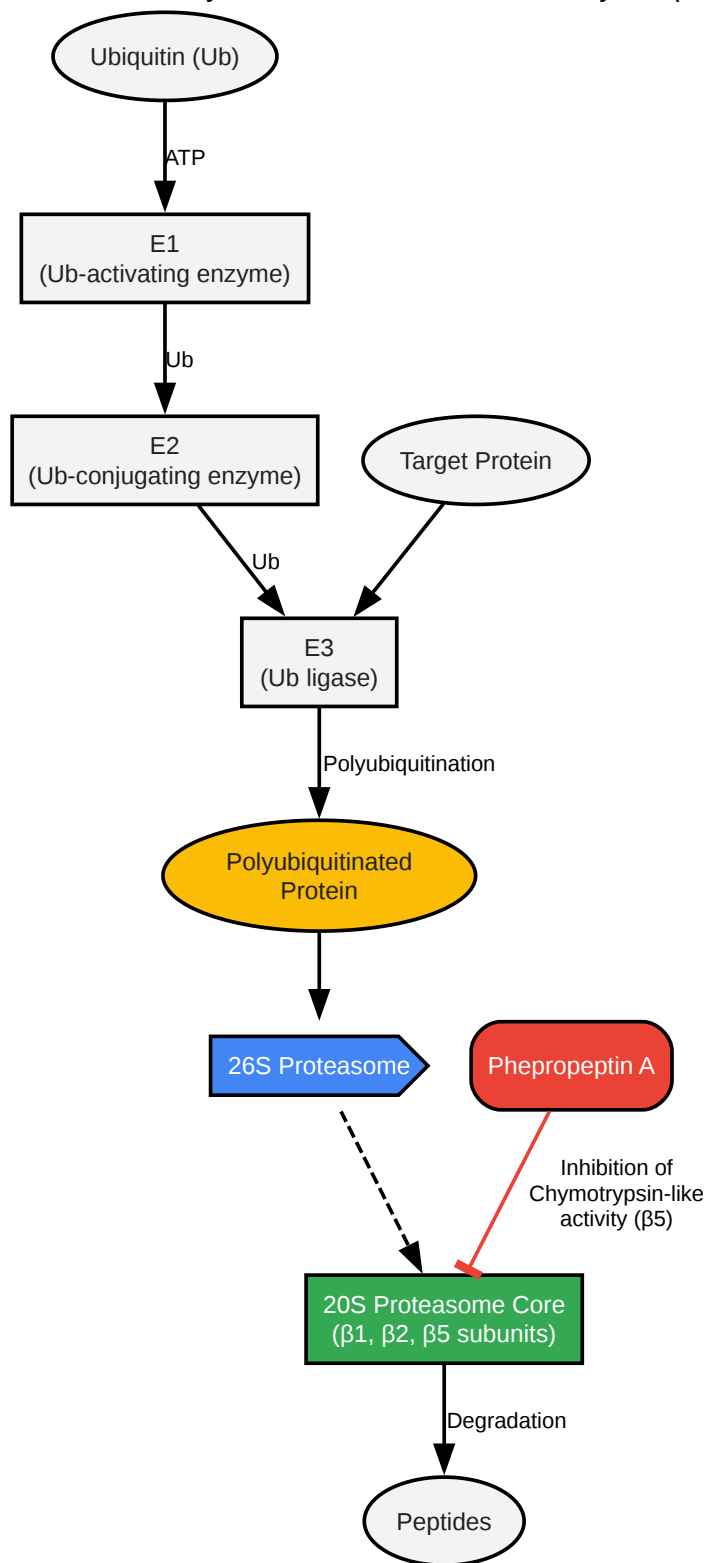 Ubiquitin (Ub)
ATP
E1
(Ub-activating enzyme)
Ub
E2
(Ub-conjugating enzyme)
Target Protein
Ub
E3
(Ub ligase)
Polyubiquitination
Polyubiquitinated
Protein
26S Proteasome
Phepropeptin A
Inhibition of
Chymotrypsin-like
activity (β5)
20S Proteasome Core
(β1, β2, β5 subunits)
Degradation
Peptides